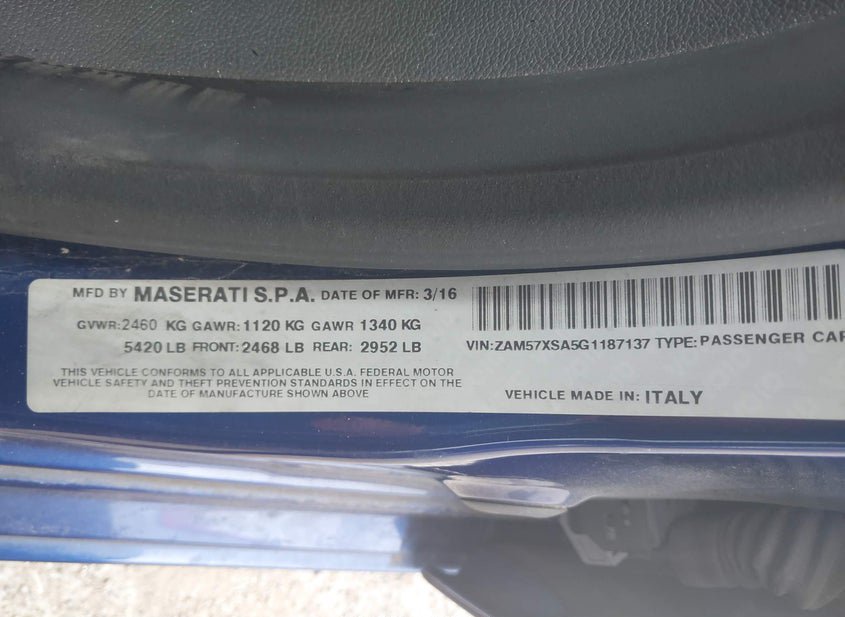 MFD BY MASERATI S.P.A. DATE OF MFR: 3/16
GVWR:2460 KG GAWR: 1120 KG GAWR 1340 KG
5420 LB FRONT: 2468 LB REAR: 2952 LB
THIS VEHICLE CONFORMS TO ALL APPLICABLE U.S.A. FEDERAL MOTOR
VEHICLE SAFETY AND THEFT PREVENTION STANDARDS IN EFFECT ON THE
DATE OF MANUFACTURE SHOWN ABOVE
VIN:ZAM57XSA5G1187137 TYPE: PASSENGER CAR
VEHICLE MADE IN: ITALY